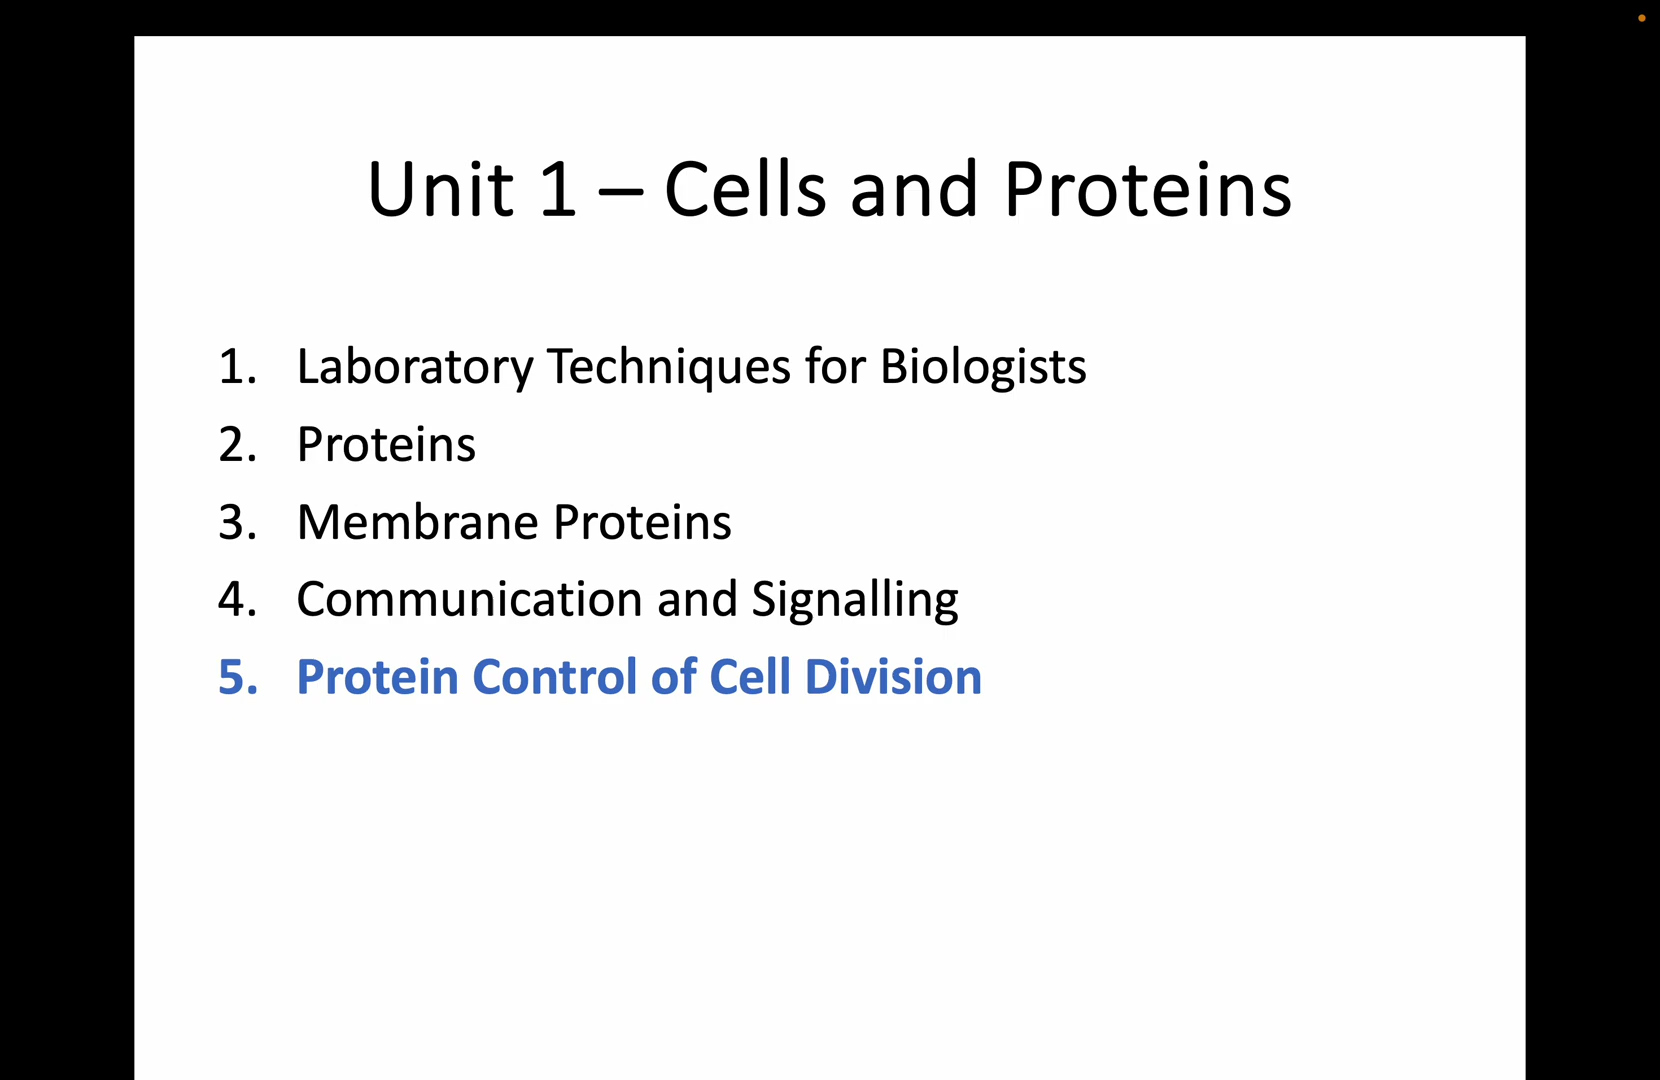 Unit 1 – Cells and Proteins
1. Laboratory Techniques for Biologists
2. Proteins
3. Membrane Proteins
4. Communication and Signalling
5. Protein Control of Cell Division